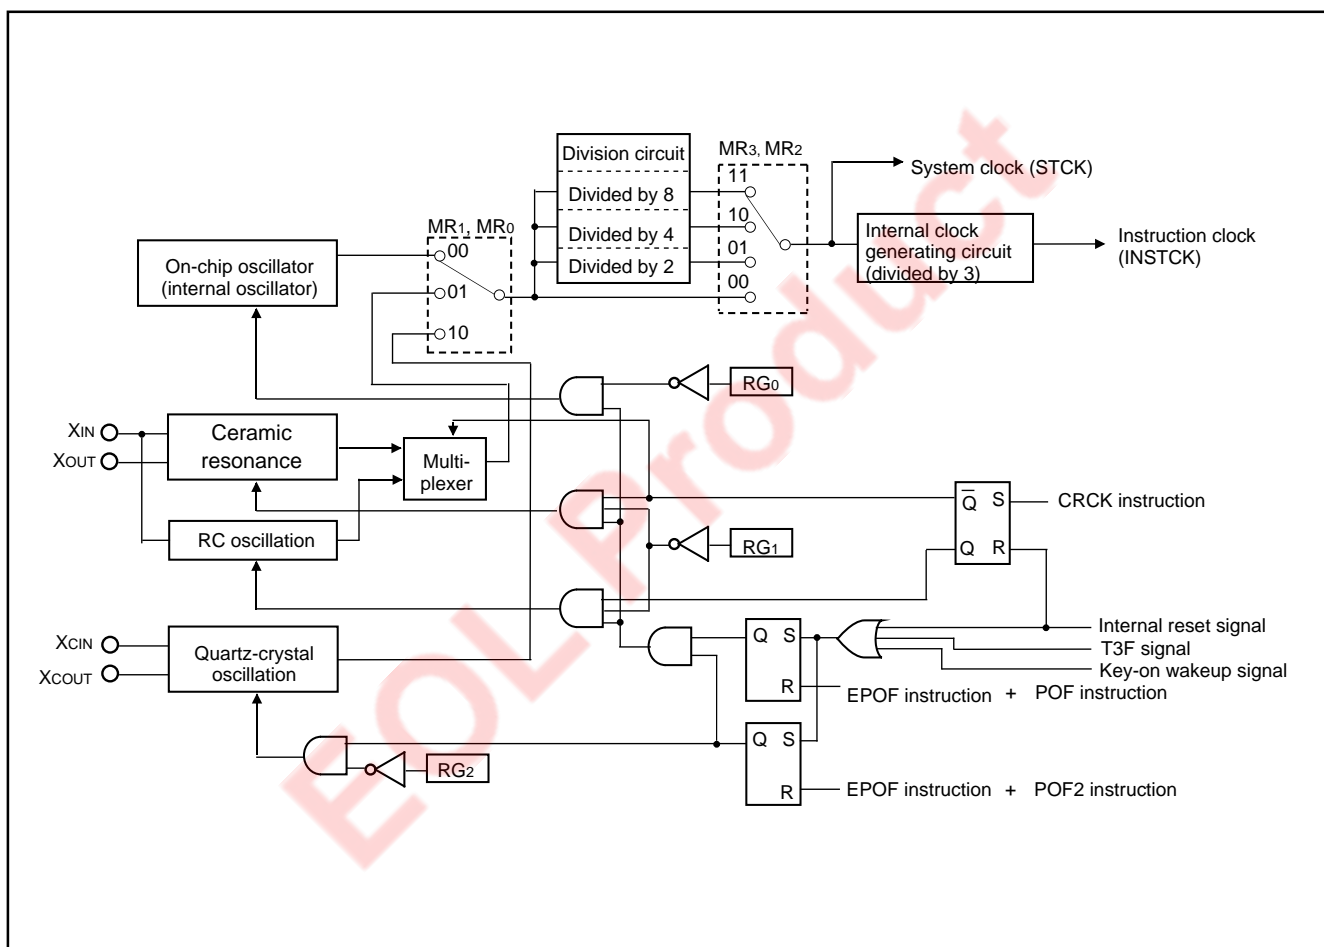 Division circuit
Divided by 8
Divided by 4
Divided by 2
MR3, MR2
11
10
01
00
System clock (STCK)
Internal clock
generating circuit
(divided by 3)
Instruction clock
(INSTCK)
MR1, MR0
00
01
10
On-chip oscillator
(internal oscillator)
RG0
XIN
XOUT
Ceramic
resonance
Multi-
plexer
RC oscillation
RG1
Q S
Q R
CRCK instruction
XCIN
XCOUT
Quartz-crystal
oscillation
Q S
R
Internal reset signal
T3F signal
Key-on wakeup signal
EPOF instruction + POF instruction
RG2
Q S
R
EPOF instruction + POF2 instruction
EOL Product